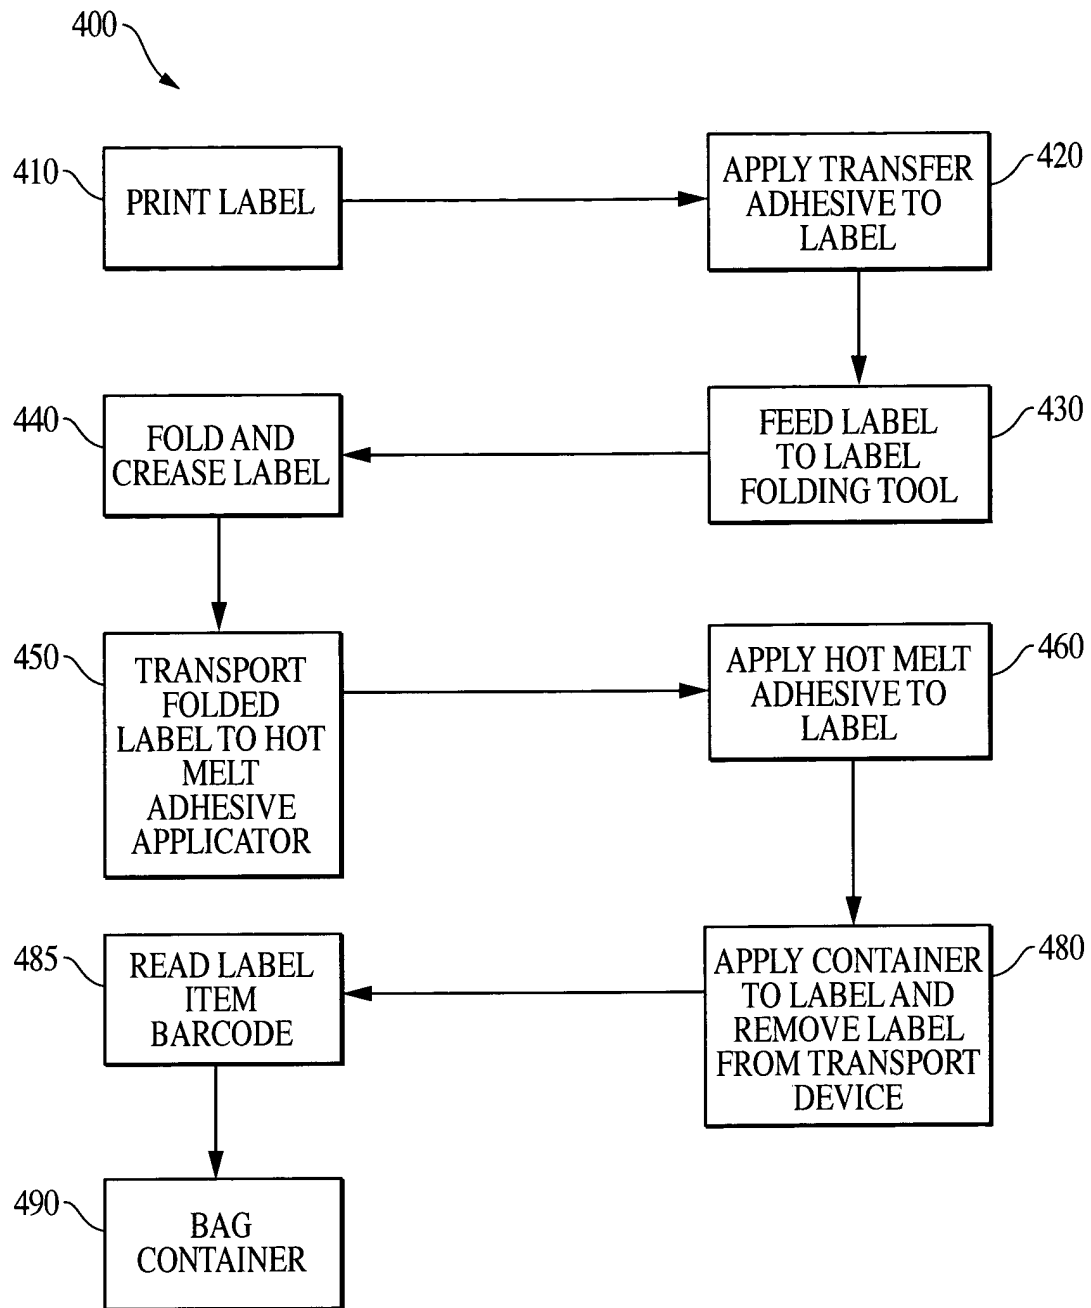 400
410
PRINT LABEL
420
APPLY TRANSFER
ADHESIVE TO
LABEL
430
FEED LABEL
TO LABEL
FOLDING TOOL
440
FOLD AND
CREASE LABEL
450
TRANSPORT
FOLDED
LABEL TO HOT
MELT
ADHESIVE
APPLICATOR
460
APPLY HOT MELT
ADHESIVE TO
LABEL
480
APPLY CONTAINER
TO LABEL AND
REMOVE LABEL
FROM TRANSPORT
DEVICE
485
READ LABEL
ITEM
BARCODE
490
BAG
CONTAINER